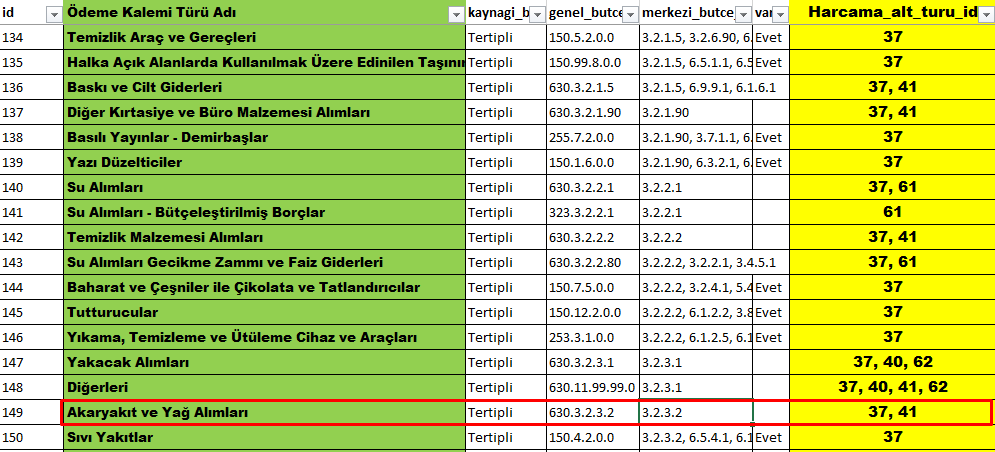 id Ödeme Kalemi Türü Adı kaynagi_b genel_butce merkezi_butce var Harcama_alt_turu_id
134 Temizlik Araç ve Gereçleri Tertipli 150.5.2.0.0 3.2.1.5, 3.2.6.90, 6. Evet 37
135 Halka Açık Alanlarda Kullanılmak Üzere Edinilen Taşınır Tertipli 150.99.8.0.0 3.2.1.5, 6.5.1.1, 6.5 Evet 37
136 Baskı ve Cilt Giderleri Tertipli 630.3.2.1.5 3.2.1.5, 6.9.9.1, 6.1.6.1 37, 41
137 Diğer Kırtasiye ve Büro Malzemesi Alımları Tertipli 630.3.2.1.90 3.2.1.90 37, 41
138 Basılı Yayınlar - Demirbaşlar Tertipli 255.7.2.0.0 3.2.1.90, 3.7.1.1, 6. Evet 37
139 Yazı Düzelticiler Tertipli 150.1.6.0.0 3.2.1.90, 6.3.2.1, 6. Evet 37
140 Su Alımları Tertipli 630.3.2.2.1 3.2.2.1 37, 61
141 Su Alımları - Bütçeleştirilmiş Borçlar Tertipli 323.3.2.2.1 3.2.2.1 61
142 Temizlik Malzemesi Alımları Tertipli 630.3.2.2.2 3.2.2.2 37, 41
143 Su Alımları Gecikme Zammı ve Faiz Giderleri Tertipli 630.3.2.2.80 3.2.2.2, 3.2.2.1, 3.4.5.1 37, 61
144 Baharat ve Çeşniler ile Çikolata ve Tatlandırıcılar Tertipli 150.7.5.0.0 3.2.2.2, 3.2.4.1, 5.4 Evet 37
145 Tutturucular Tertipli 150.12.2.0.0 3.2.2.2, 6.1.2.2, 3.8 Evet 37
146 Yıkama, Temizleme ve Ütüleme Cihaz ve Araçları Tertipli 253.3.1.0.0 3.2.2.2, 6.1.2.5, 6.1 Evet 37
147 Yakacak Alımları Tertipli 630.3.2.3.1 3.2.3.1 37, 40, 62
148 Diğerleri Tertipli 630.11.99.99.0 3.2.3.1 37, 40, 41, 62
149 Akaryakıt ve Yağ Alımları Tertipli 630.3.2.3.2 3.2.3.2 37, 41
150 Sıvı Yakıtlar Tertipli 150.4.2.0.0 3.2.3.2, 6.5.4.1, 6.1 Evet 37